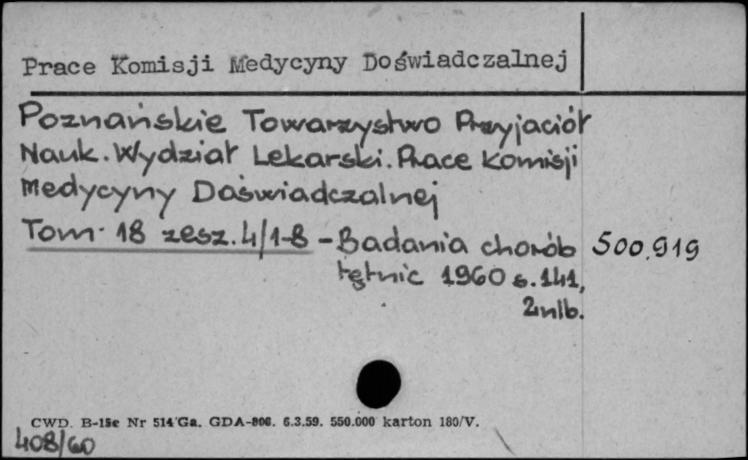 Prace Komisji Medycyny Doświadczalnej
Poznańskie Towarzystwo Przyjaciół
Nauk. Wydział Lekarski. Prace Komisji
Medycyny Doświadczalnej
Tom 18 zesz. 4/1-8 - Badania chorób 500.919
tętnic 1960 s. 141,
2nlb.
CWD. B-15c Nr 514 Ga. GDA-806. 6.3.59. 550.000 karton 180/V.
408/60